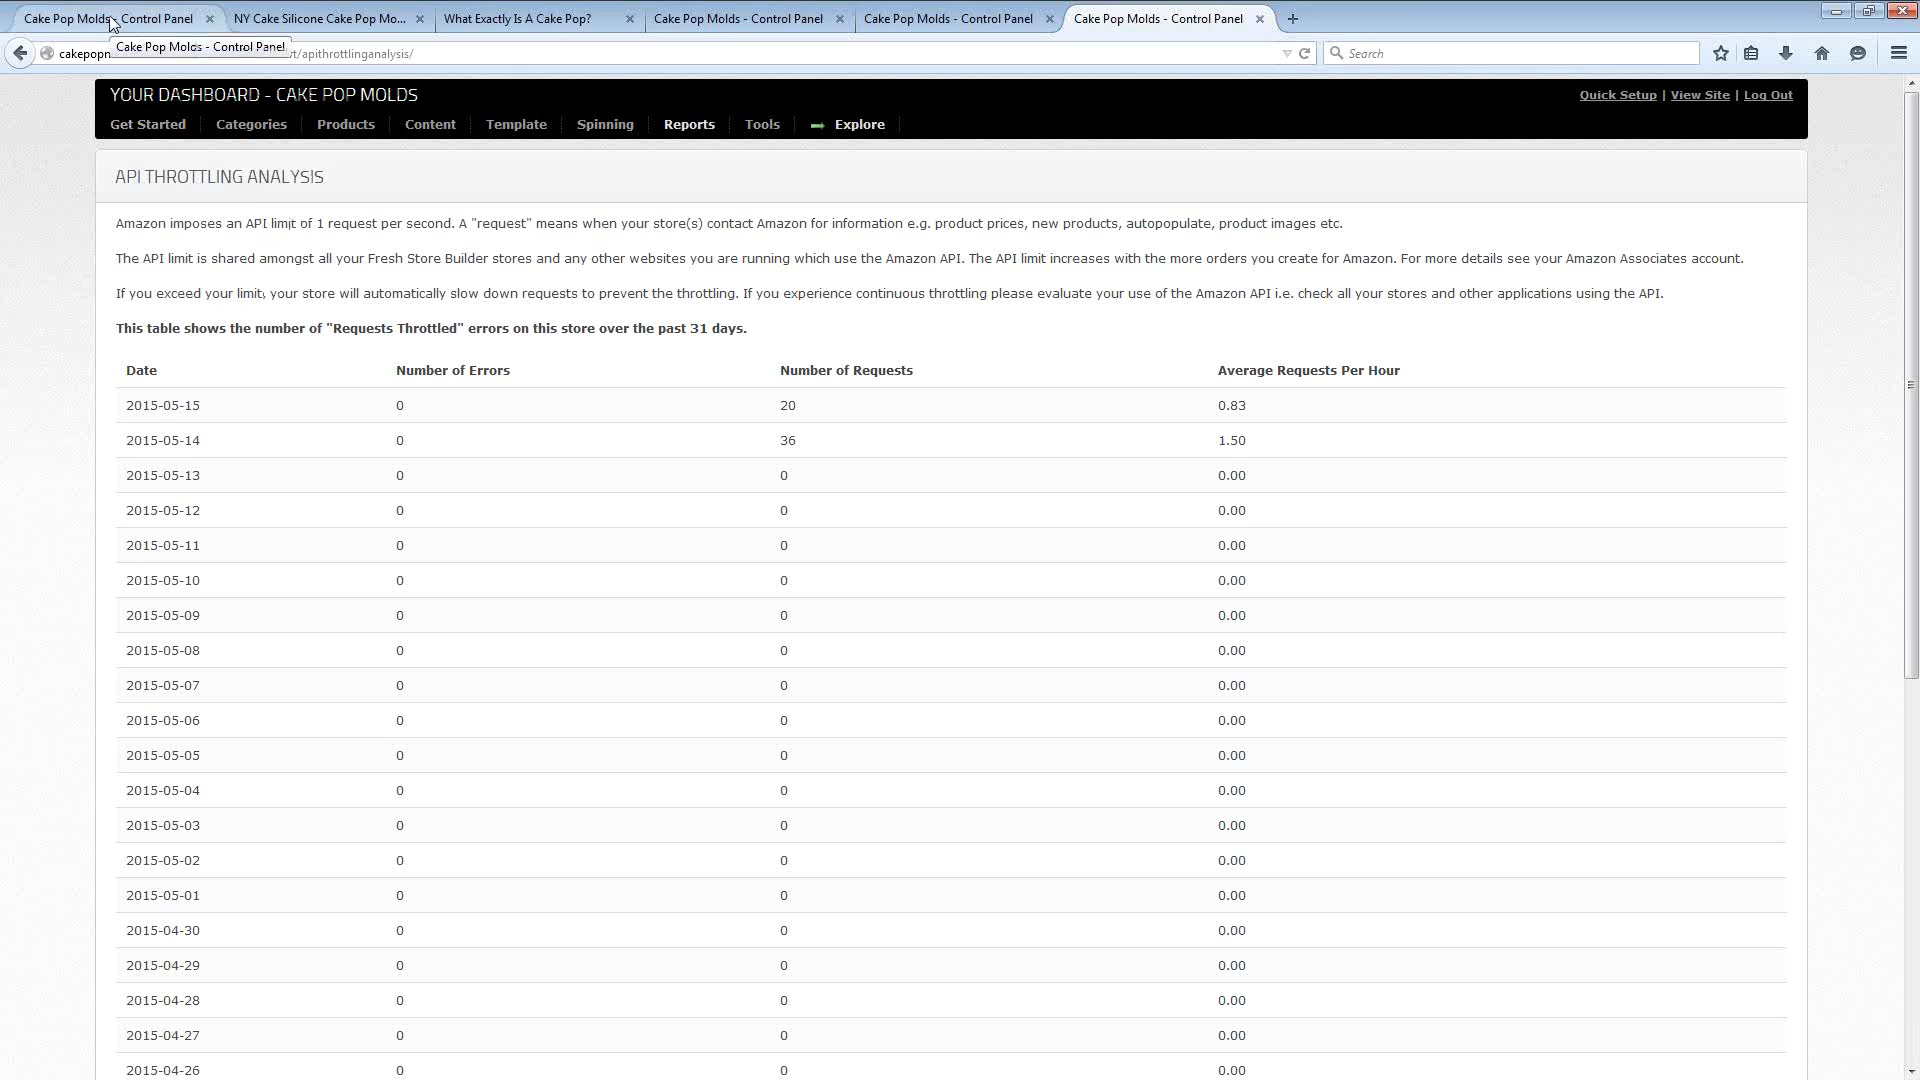 Cake Pop Molds - Control Panel
NY Cake Silicone Cake Pop Mo...
What Exactly Is A Cake Pop?
Cake Pop Molds - Control Panel
Cake Pop Molds - Control Panel
Cake Pop Molds - Control Panel
Cake Pop Molds - Control Panel
/apithrottlinganalysis/
Search
YOUR DASHBOARD - CAKE POP MOLDS
Quick Setup | View Site | Log Out
Get Started Categories Products Content Template Spinning Reports Tools Explore
API THROTTLING ANALYSIS
Amazon imposes an API limit of 1 request per second. A "request" means when your store(s) contact Amazon for information e.g. product prices, new products, autopopulate, product images etc.
The API limit is shared amongst all your Fresh Store Builder stores and any other websites you are running which use the Amazon API. The API limit increases with the more orders you create for Amazon. For more details see your Amazon Associates account.
If you exceed your limit, your store will automatically slow down requests to prevent the throttling. If you experience continuous throttling please evaluate your use of the Amazon API i.e. check all your stores and other applications using the API.
This table shows the number of "Requests Throttled" errors on this store over the past 31 days.
Date Number of Errors Number of Requests Average Requests Per Hour
2015-05-15 0 20 0.83
2015-05-14 0 36 1.50
2015-05-13 0 0 0.00
2015-05-12 0 0 0.00
2015-05-11 0 0 0.00
2015-05-10 0 0 0.00
2015-05-09 0 0 0.00
2015-05-08 0 0 0.00
2015-05-07 0 0 0.00
2015-05-06 0 0 0.00
2015-05-05 0 0 0.00
2015-05-04 0 0 0.00
2015-05-03 0 0 0.00
2015-05-02 0 0 0.00
2015-05-01 0 0 0.00
2015-04-30 0 0 0.00
2015-04-29 0 0 0.00
2015-04-28 0 0 0.00
2015-04-27 0 0 0.00
2015-04-26 0 0 0.00